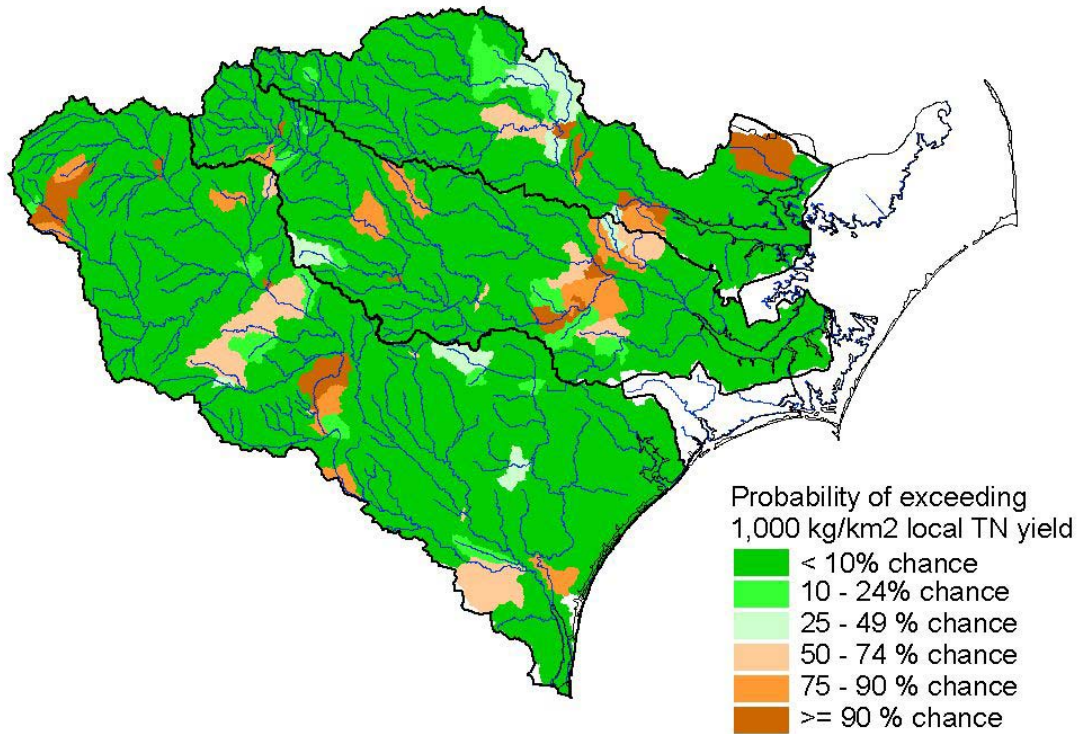 Probability of exceeding
1,000 kg/km2 local TN yield
< 10% chance
10 - 24% chance
25 - 49 % chance
50 - 74 % chance
75 - 90 % chance
>= 90 % chance